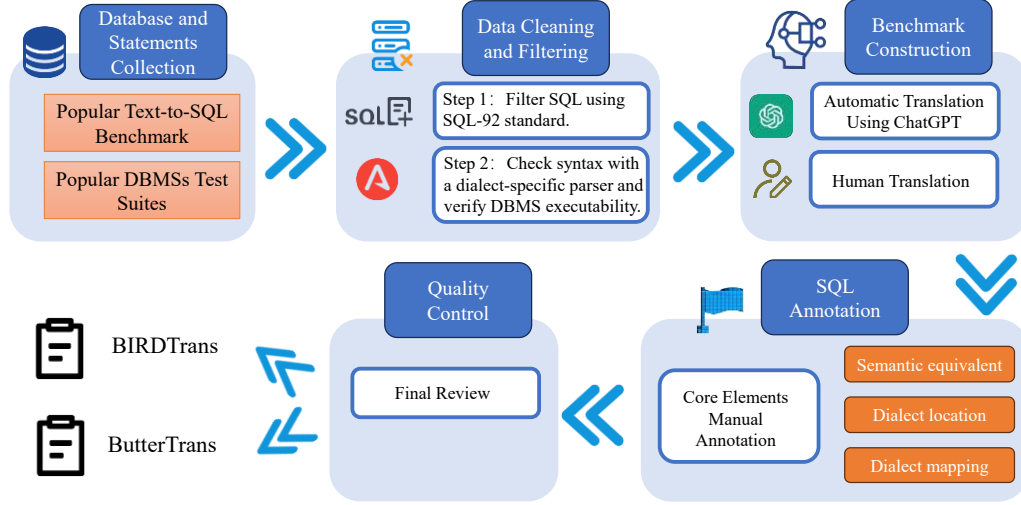 Database and
Statements
Collection
Popular Text-to-SQL
Benchmark
Popular DBMSs Test
Suites
Data Cleaning
and Filtering
SQL
Step 1： Filter SQL using
SQL-92 standard.
Step 2： Check syntax with
a dialect-specific parser and
verify DBMS executability.
Benchmark
Construction
Automatic Translation
Using ChatGPT
Human Translation
SQL
Annotation
Core Elements
Manual
Annotation
Semantic equivalent
Dialect location
Dialect mapping
Quality
Control
Final Review
BIRDTrans
ButterTrans